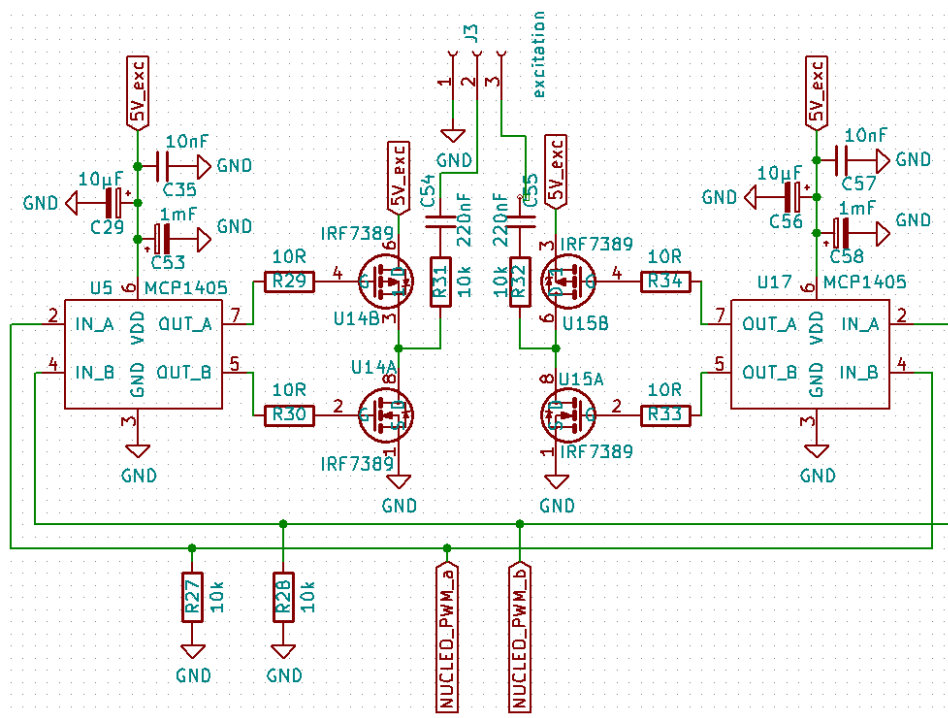 J3
excitation
1
2
3
GND
5V_exc
10nF
GND
C35
10µF
GND
C29
1mF
GND
C53
6
U5
MCP1405
2
IN_A
VDD
OUT_A
7
4
IN_B
GND
OUT_B
5
3
GND
10R
R29
4
10R
R30
2
5V_exc
6
IRF7389
G
D
3
U14B
U14A
8
G
1
IRF7389
GND
C54
220nF
R31
10k
C55
220nF
R32
10k
5V_exc
3
IRF7389
G
6
U15B
U15A
8
G
1
IRF7389
GND
10R
R34
4
10R
R33
2
5V_exc
10nF
GND
C57
10µF
GND
C56
1mF
GND
C58
6
U17
MCP1405
7
OUT_A
VDD
IN_A
2
5
OUT_B
GND
IN_B
4
3
GND
R27
10k
GND
R28
10k
GND
NUCLEO_PWM_a
NUCLEO_PWM_b